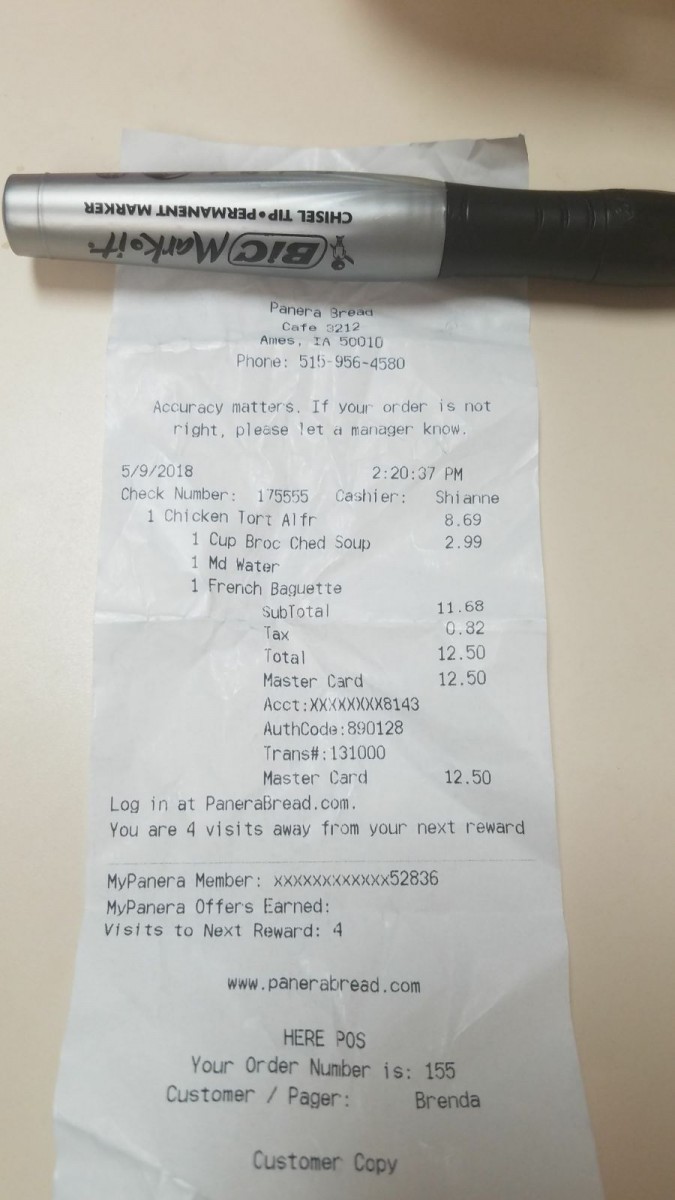 CHISEL TIP•PERMANENT MARKER
BIC Mark•it
Panera Bread
Cafe 3212
Ames, IA 50010
Phone: 515-956-4580
Accuracy matters. If your order is not
right, please let a manager know.
5/9/2018 2:20:37 PM
Check Number: 175555 Cashier: Shianne
1 Chicken Tort Alfr 8.69
1 Cup Broc Ched Soup 2.99
1 Md Water
1 French Baguette
SubTotal 11.68
Tax 0.82
Total 12.50
Master Card 12.50
Acct:XXXXXXXX8143
AuthCode:890128
Trans#:131000
Master Card 12.50
Log in at PaneraBread.com.
You are 4 visits away from your next reward
MyPanera Member: xxxxxxxxxxxx52836
MyPanera Offers Earned:
Visits to Next Reward: 4
www.panerabread.com
HERE POS
Your Order Number is: 155
Customer / Pager: Brenda
Customer Copy